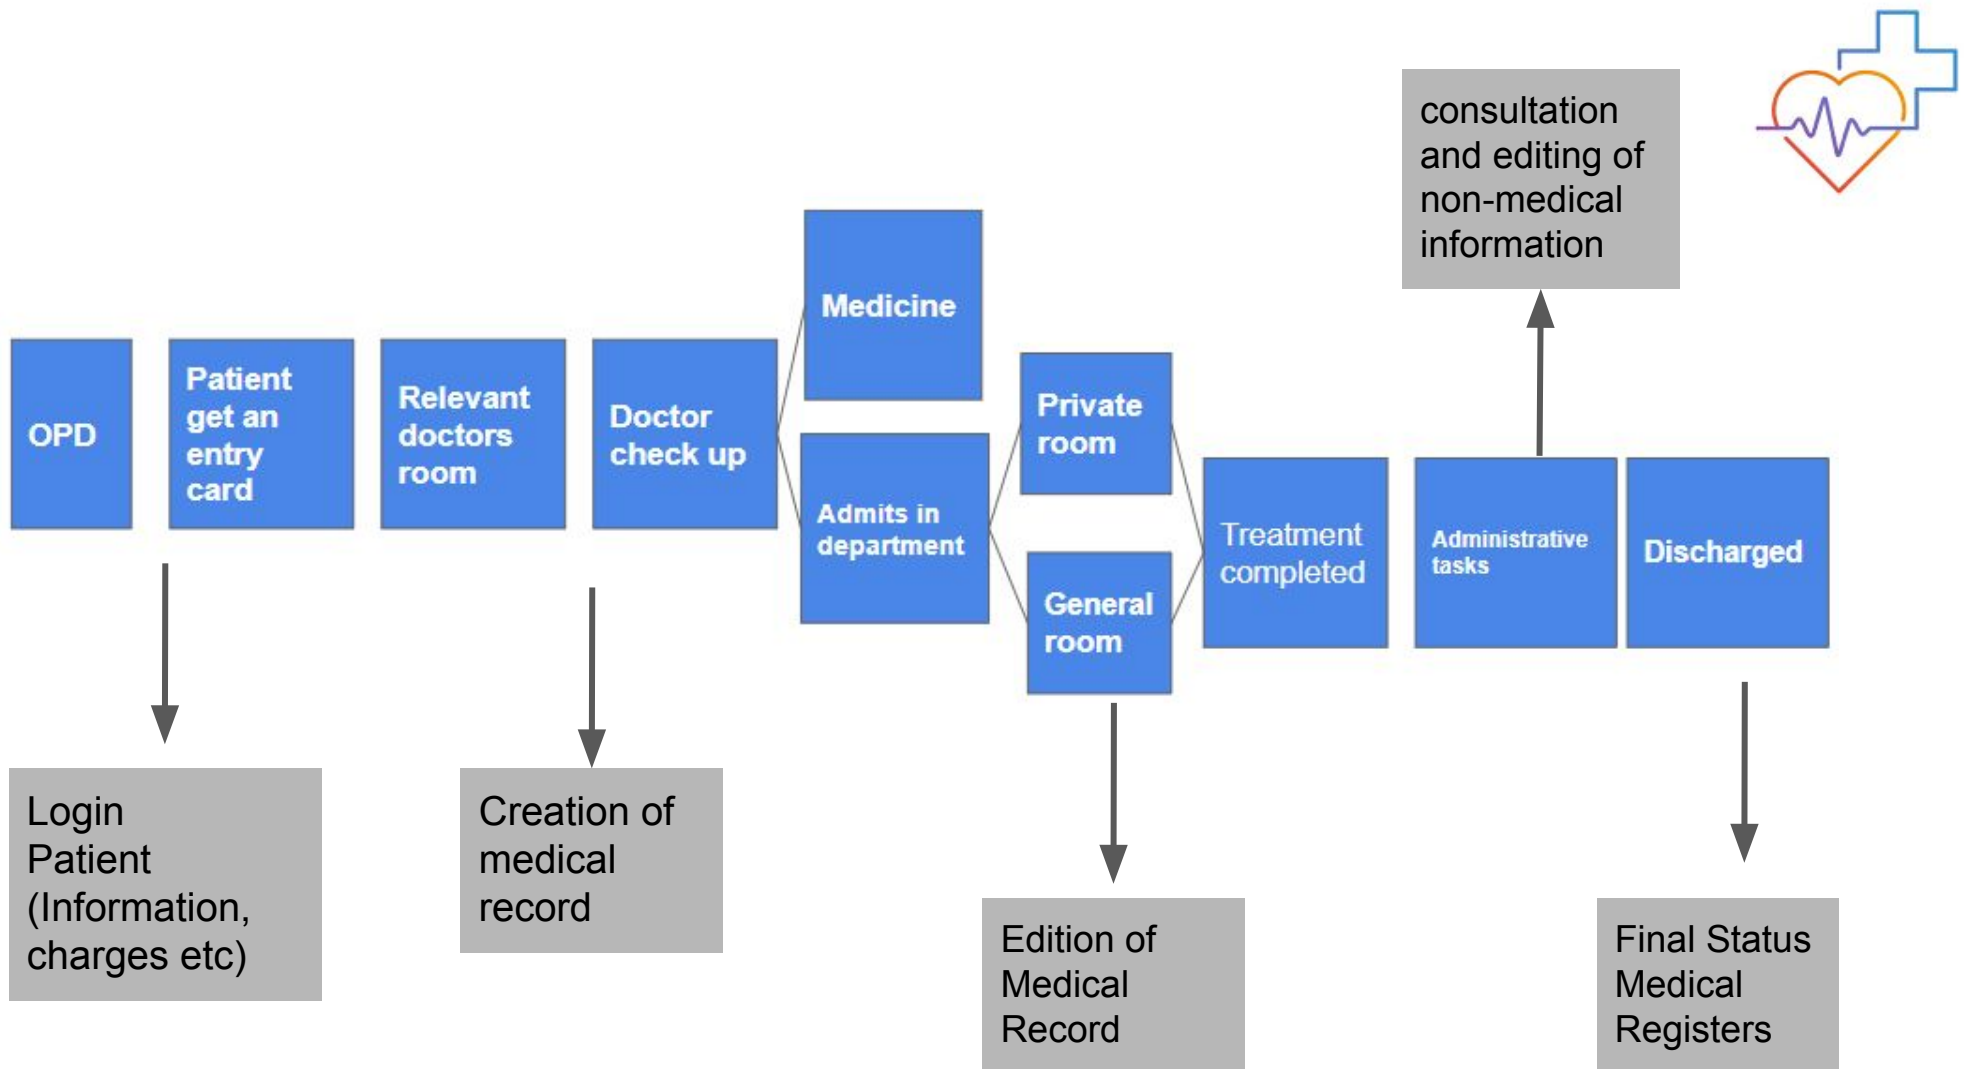 consultation
and editing of
non-medical
information
OPD
Patient
get an
entry
card
Relevant
doctors
room
Doctor
check up
Medicine
Admits in
department
Private
room
General
room
Treatment
completed
Administrative
tasks
Discharged
Login
Patient
(Information,
charges etc)
Creation of
medical
record
Edition of
Medical
Record
Final Status
Medical
Registers